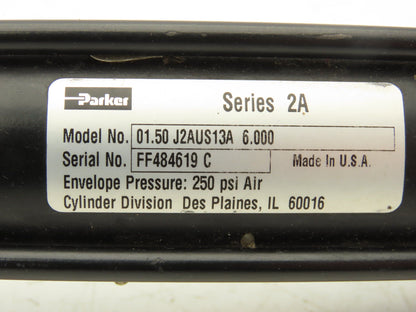 Parker Series 2A
Model No. 01.50 J2AUS13A 6.000
Serial No. FF484619 C Made In U.S.A.
Envelope Pressure: 250 psi Air
Cylinder Division Des Plaines, IL 60016